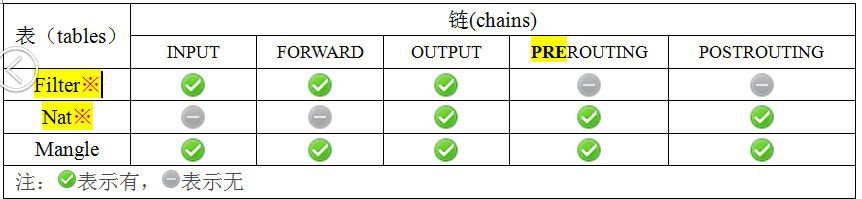 表（tables）
链(chains)
INPUT FORWARD OUTPUT PREROUTING POSTROUTING
Filter※
Nat※
Mangle
注：表示有，表示无